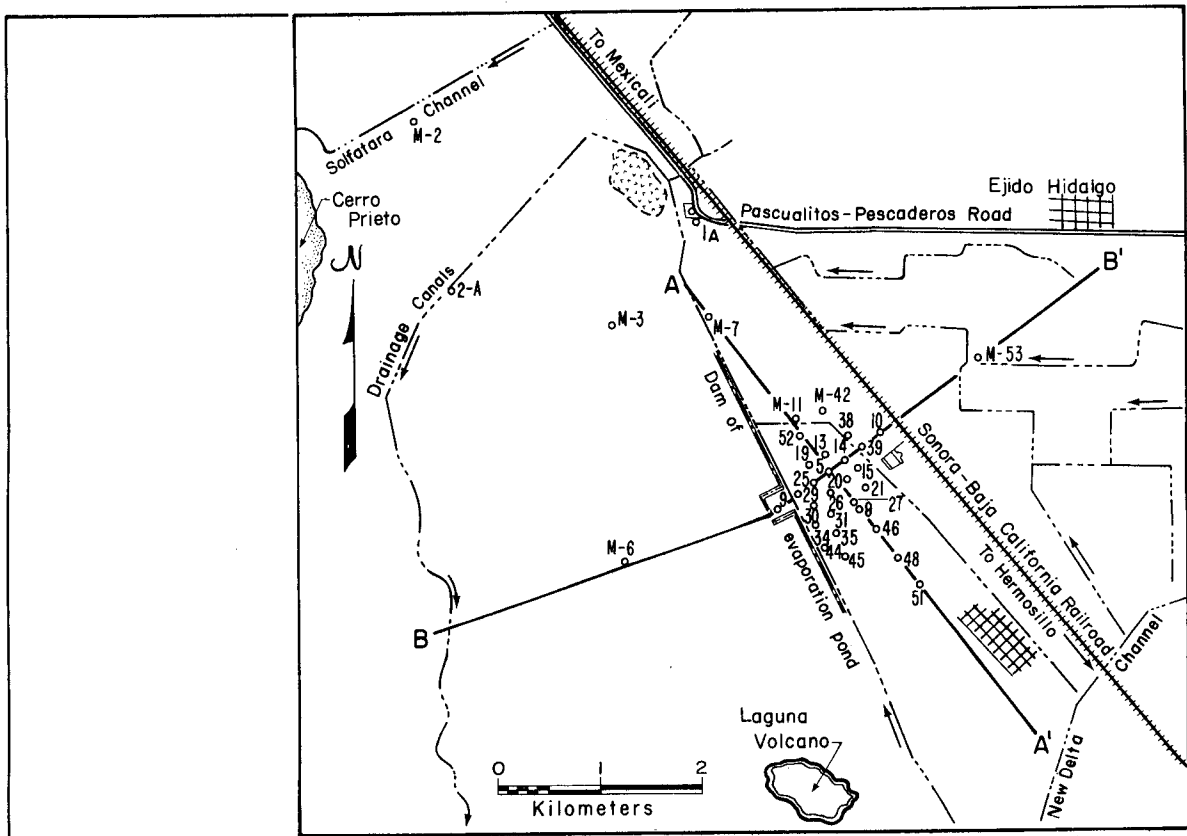 To Mexicali
Solfatara Channel
M-2
Cerro
Prieto
N
Ejido Hidalgo
Pascualitos-Pescaderos Road
1A
B'
Drainage Canals
2-A
A
M-3
M-7
M-53
Dam of
M-11
M-42
38
10
52
13
14
39
19
5
15
25
20
21
9
29
26
27
8
30
31
46
34
35
44
45
48
51
M-6
evaporation pond
Sonora-Baja California Railroad
To Hermosillo
B
Channel
New Delta
A'
Laguna
Volcano
0 1 2
Kilometers